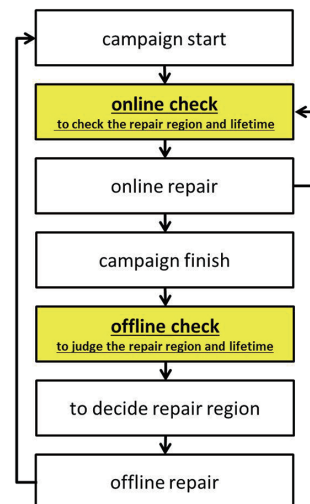 campaign start
online check
to check the repair region and lifetime
online repair
campaign finish
offline check
to judge the repair region and lifetime
to decide repair region
offline repair